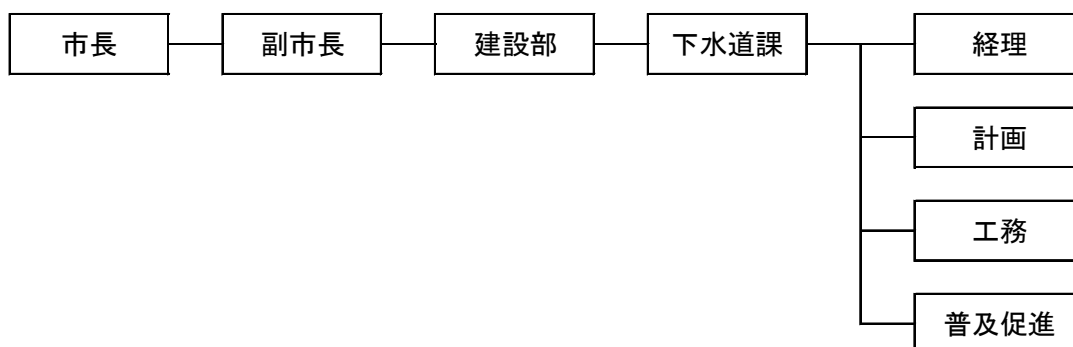 市長
副市長
建設部
下水道課
経理
計画
工務
普及促進